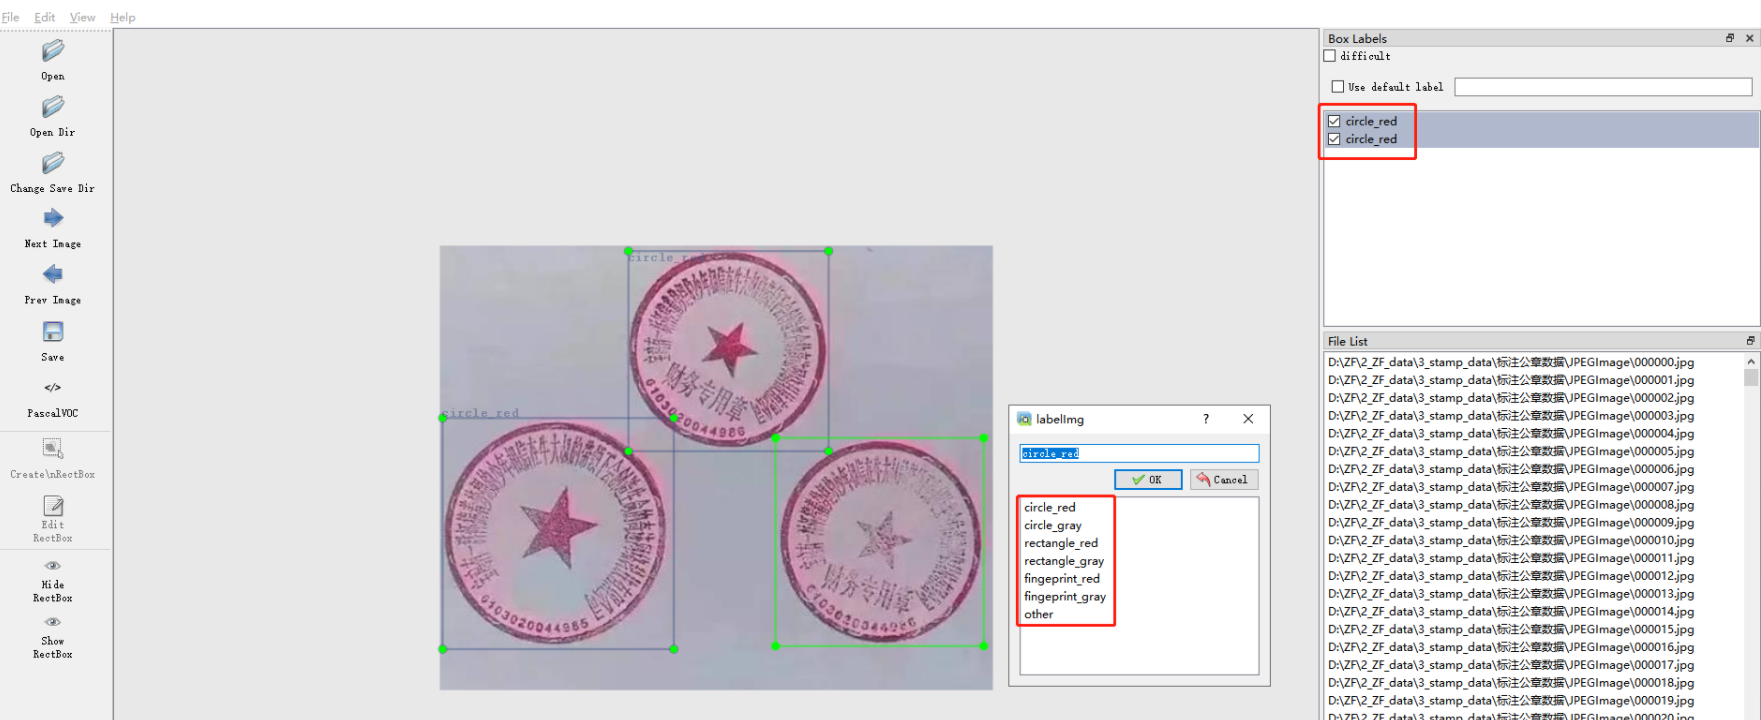 File Edit View Help
Open
Open Dir
Change Save Dir
Next Image
Prev Image
Save
</>
PascalVOC
Create\nRectBox
Edit
RectBox
Hide
RectBox
Show
RectBox
circle_red
circle_red
财务专用章
6103020044986
财务专用章
6103020044985
财务专用章
labelImg
?
circle_red
OK
Cancel
circle_red
circle_gray
rectangle_red
rectangle_gray
fingeprint_red
fingeprint_gray
other
Box Labels
difficult
Use default label
circle_red
circle_red
File List
D:\ZF\2_ZF_data\3_stamp_data\标注公章数据\JPEGImage\000000.jpg
D:\ZF\2_ZF_data\3_stamp_data\标注公章数据\JPEGImage\000001.jpg
D:\ZF\2_ZF_data\3_stamp_data\标注公章数据\JPEGImage\000002.jpg
D:\ZF\2_ZF_data\3_stamp_data\标注公章数据\JPEGImage\000003.jpg
D:\ZF\2_ZF_data\3_stamp_data\标注公章数据\JPEGImage\000004.jpg
D:\ZF\2_ZF_data\3_stamp_data\标注公章数据\JPEGImage\000005.jpg
D:\ZF\2_ZF_data\3_stamp_data\标注公章数据\JPEGImage\000006.jpg
D:\ZF\2_ZF_data\3_stamp_data\标注公章数据\JPEGImage\000007.jpg
D:\ZF\2_ZF_data\3_stamp_data\标注公章数据\JPEGImage\000008.jpg
D:\ZF\2_ZF_data\3_stamp_data\标注公章数据\JPEGImage\000009.jpg
D:\ZF\2_ZF_data\3_stamp_data\标注公章数据\JPEGImage\000010.jpg
D:\ZF\2_ZF_data\3_stamp_data\标注公章数据\JPEGImage\000011.jpg
D:\ZF\2_ZF_data\3_stamp_data\标注公章数据\JPEGImage\000012.jpg
D:\ZF\2_ZF_data\3_stamp_data\标注公章数据\JPEGImage\000013.jpg
D:\ZF\2_ZF_data\3_stamp_data\标注公章数据\JPEGImage\000014.jpg
D:\ZF\2_ZF_data\3_stamp_data\标注公章数据\JPEGImage\000015.jpg
D:\ZF\2_ZF_data\3_stamp_data\标注公章数据\JPEGImage\000016.jpg
D:\ZF\2_ZF_data\3_stamp_data\标注公章数据\JPEGImage\000017.jpg
D:\ZF\2_ZF_data\3_stamp_data\标注公章数据\JPEGImage\000018.jpg
D:\ZF\2_ZF_data\3_stamp_data\标注公章数据\JPEGImage\000019.jpg
D:\ZF\2_ZF_data\3_stamp_data\标注公章数据\JPEGImage\000020.jpg